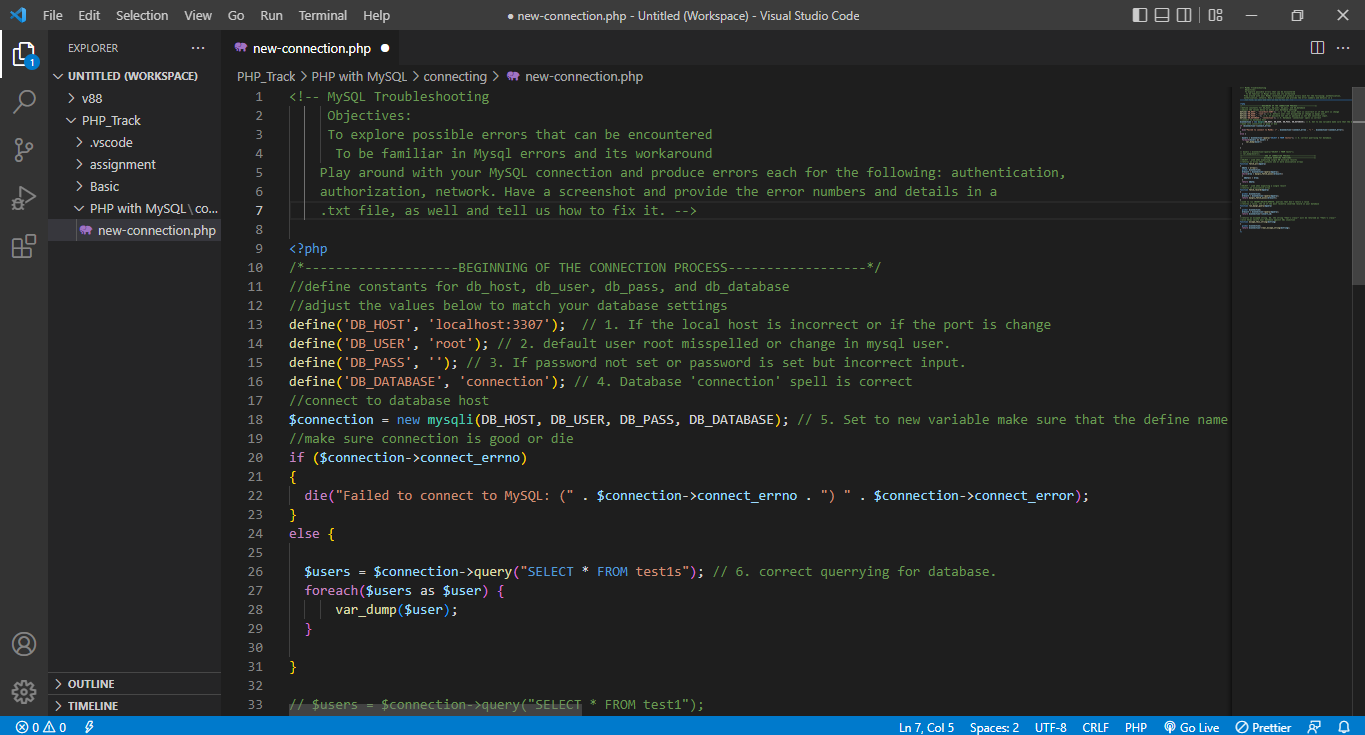 File Edit Selection View Go Run Terminal Help
● new-connection.php - Untitled (Workspace) - Visual Studio Code
EXPLORER
UNTITLED (WORKSPACE)
v88
PHP_Track
.vscode
assignment
Basic
PHP with MySQL\co...
new-connection.php
OUTLINE
TIMELINE
1
new-connection.php ●
PHP_Track > PHP with MySQL > connecting > new-connection.php
1 <!-- MySQL Troubleshooting
2 Objectives:
3 To explore possible errors that can be encountered
4 To be familiar in Mysql errors and its workaround
5 Play around with your MySQL connection and produce errors each for the following: authentication,
6 authorization, network. Have a screenshot and provide the error numbers and details in a
7 .txt file, as well and tell us how to fix it. -->
8
9 <?php
10 /*--------------------BEGINNING OF THE CONNECTION PROCESS------------------*/
11 //define constants for db_host, db_user, db_pass, and db_database
12 //adjust the values below to match your database settings
13 define('DB_HOST', 'localhost:3307'); // 1. If the local host is incorrect or if the port is change
14 define('DB_USER', 'root'); // 2. default user root misspelled or change in mysql user.
15 define('DB_PASS', ''); // 3. If password not set or password is set but incorrect input.
16 define('DB_DATABASE', 'connection'); // 4. Database 'connection' spell is correct
17 //connect to database host
18 $connection = new mysqli(DB_HOST, DB_USER, DB_PASS, DB_DATABASE); // 5. Set to new variable make sure that the define name
19 //make sure connection is good or die
20 if ($connection->connect_errno)
21 {
22 die("Failed to connect to MySQL: (" . $connection->connect_errno . ") " . $connection->connect_error);
23 }
24 else {
25
26 $users = $connection->query("SELECT * FROM test1s"); // 6. correct querrying for database.
27 foreach($users as $user) {
28 var_dump($user);
29 }
30
31 }
32
33 // $users = $connection->query("SELECT * FROM test1");
0 0 Ln 7, Col 5 Spaces: 2 UTF-8 CRLF PHP Go Live Prettier